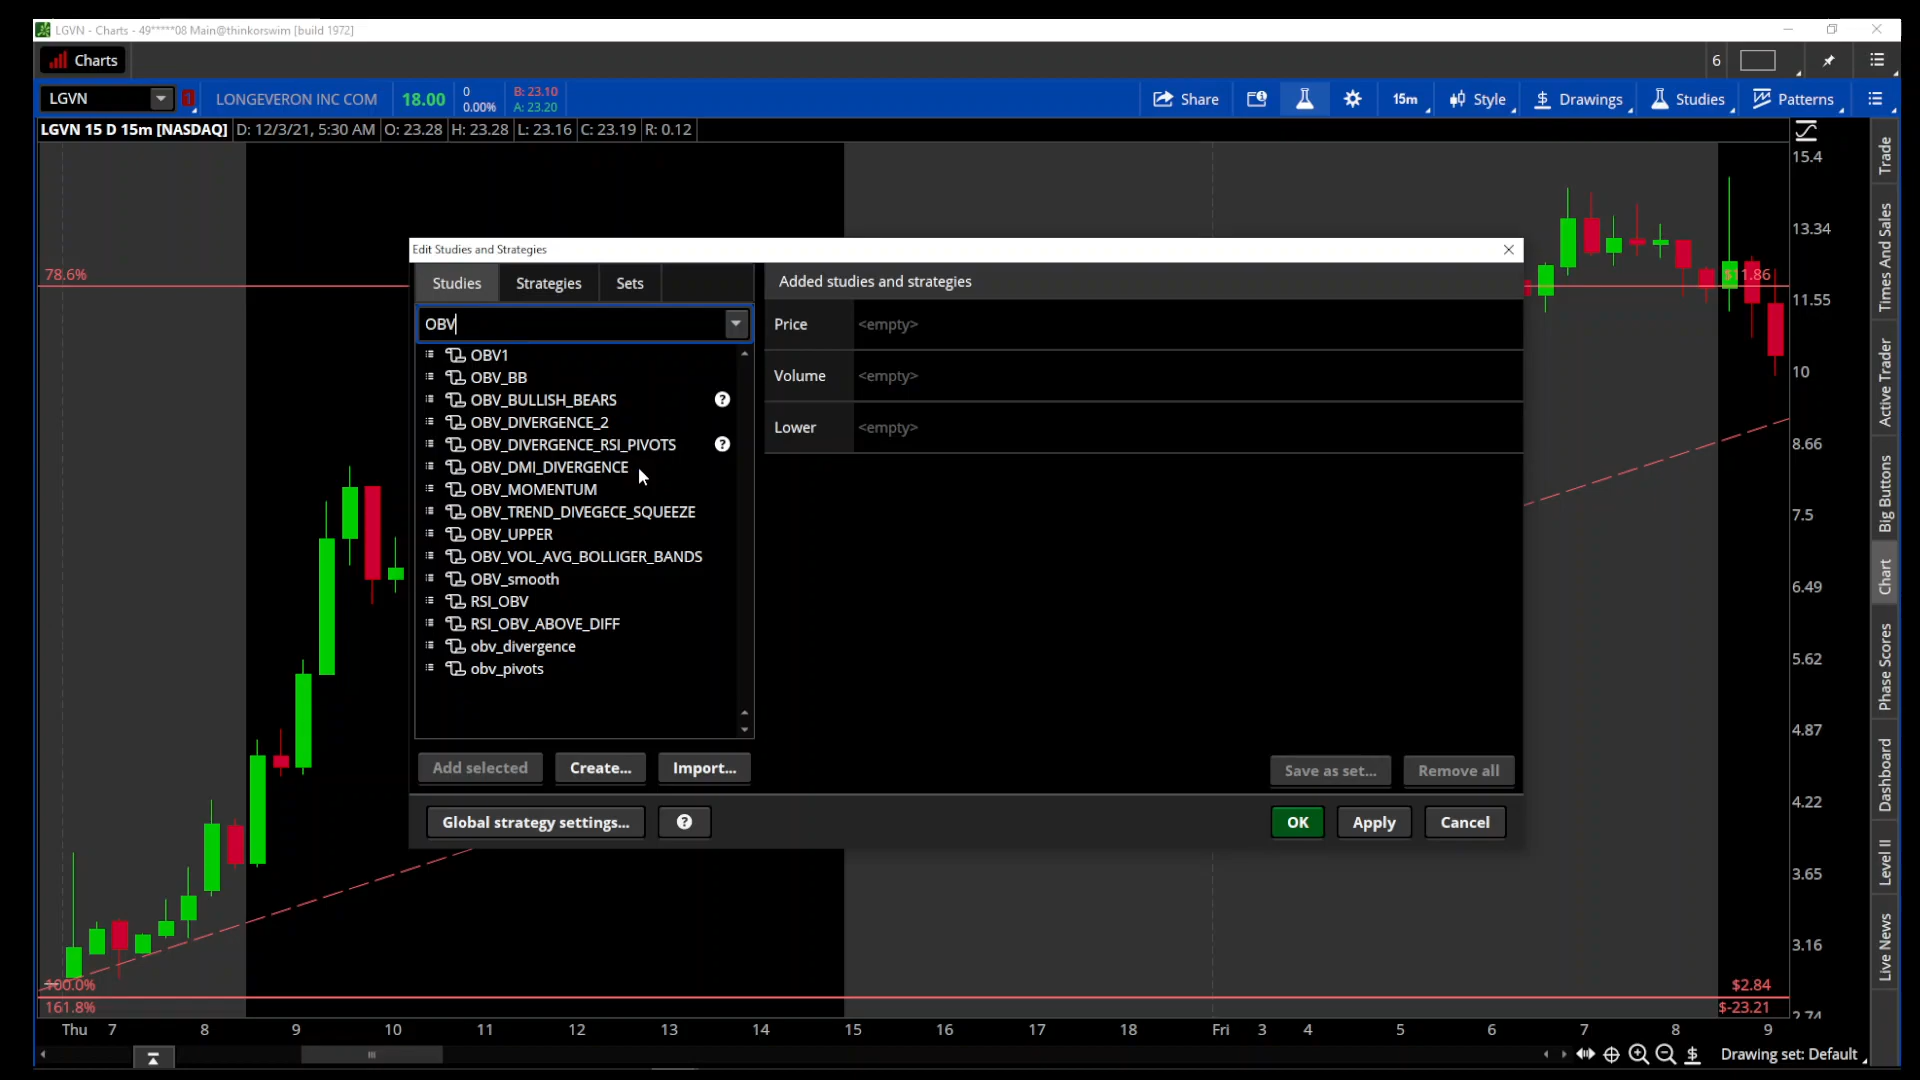 LGVN - Charts - 49*****08 Main@thinkorswim [build 1972]
Charts
6
LGVN
1
LONGEVERON INC COM
18.00
0
0.00%
B: 23.10
A: 23.20
Share
15m
Style
$ Drawings
Studies
Patterns
LGVN 15 D 15m [NASDAQ]
D: 12/3/21, 5:30 AM
O: 23.28
H: 23.28
L: 23.16
C: 23.19
R: 0.12
78.6%
$11.86
100.0%
161.8%
$2.84
$-23.21
Edit Studies and Strategies
Studies
Strategies
Sets
OBV
OBV1
OBV_BB
OBV_BULLISH_BEARS ?
OBV_DIVERGENCE_2
OBV_DIVERGENCE_RSI_PIVOTS ?
OBV_DMI_DIVERGENCE
OBV_MOMENTUM
OBV_TREND_DIVEGECE_SQUEEZE
OBV_UPPER
OBV_VOL_AVG_BOLLIGER_BANDS
OBV_smooth
RSI_OBV
RSI_OBV_ABOVE_DIFF
obv_divergence
obv_pivots
Add selected
Create...
Import...
Added studies and strategies
Price <empty>
Volume <empty>
Lower <empty>
Save as set...
Remove all
Global strategy settings...
?
OK
Apply
Cancel
15.4
13.34
11.55
10
8.66
7.5
6.49
5.62
4.87
4.22
3.65
3.16
2.74
Thu 7 8 9 10 11 12 13 14 15 16 17 18 Fri 3 4 5 6 7 8 9
$
Drawing set: Default
Trade
Times And Sales
Active Trader
Big Buttons
Chart
Phase Scores
Dashboard
Level II
Live News